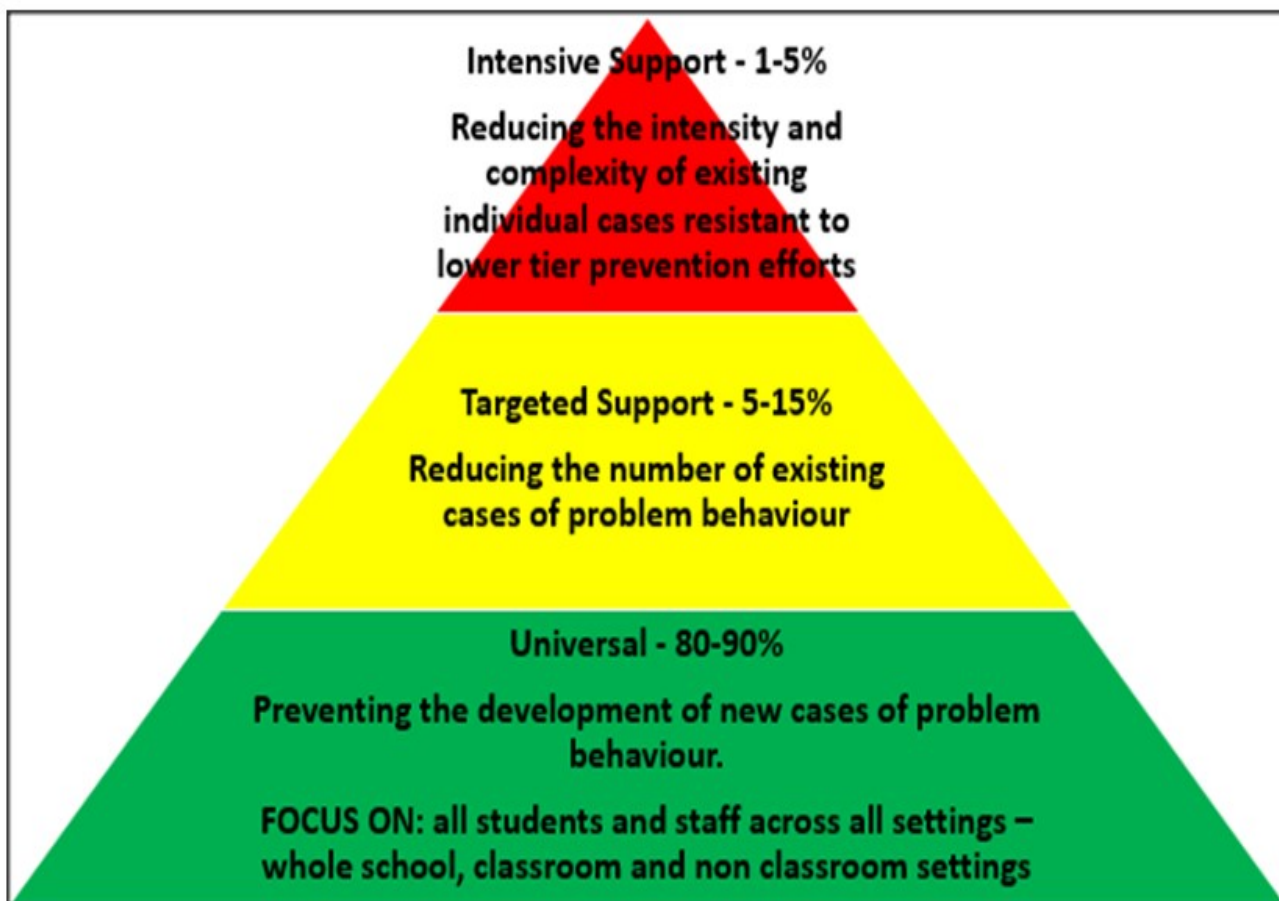 Intensive Support - 1-5%
Reducing the intensity and
complexity of existing
individual cases resistant to
lower tier prevention efforts
Targeted Support - 5-15%
Reducing the number of existing
cases of problem behaviour
Universal - 80-90%
Preventing the development of new cases of problem
behaviour.
FOCUS ON: all students and staff across all settings –
whole school, classroom and non classroom settings